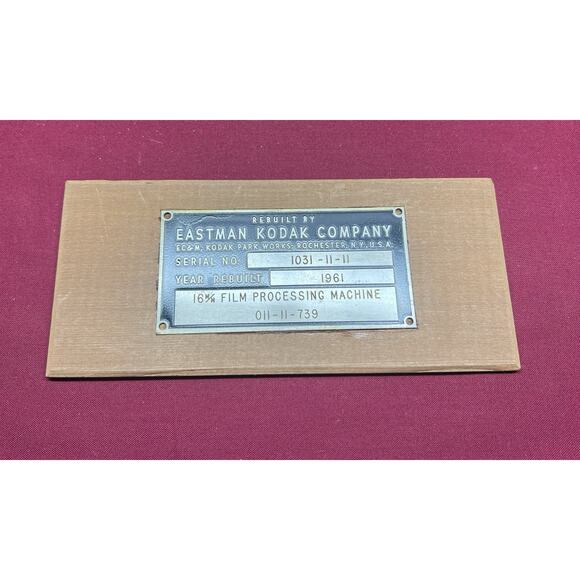 REBUILT BY
EASTMAN KODAK COMPANY
EC&M, KODAK PARK WORKS, ROCHESTER, N.Y., U.S.A.
SERIAL NO. 1031-11-11
YEAR REBUILT 1961
16 M/M FILM PROCESSING MACHINE
011-11-739